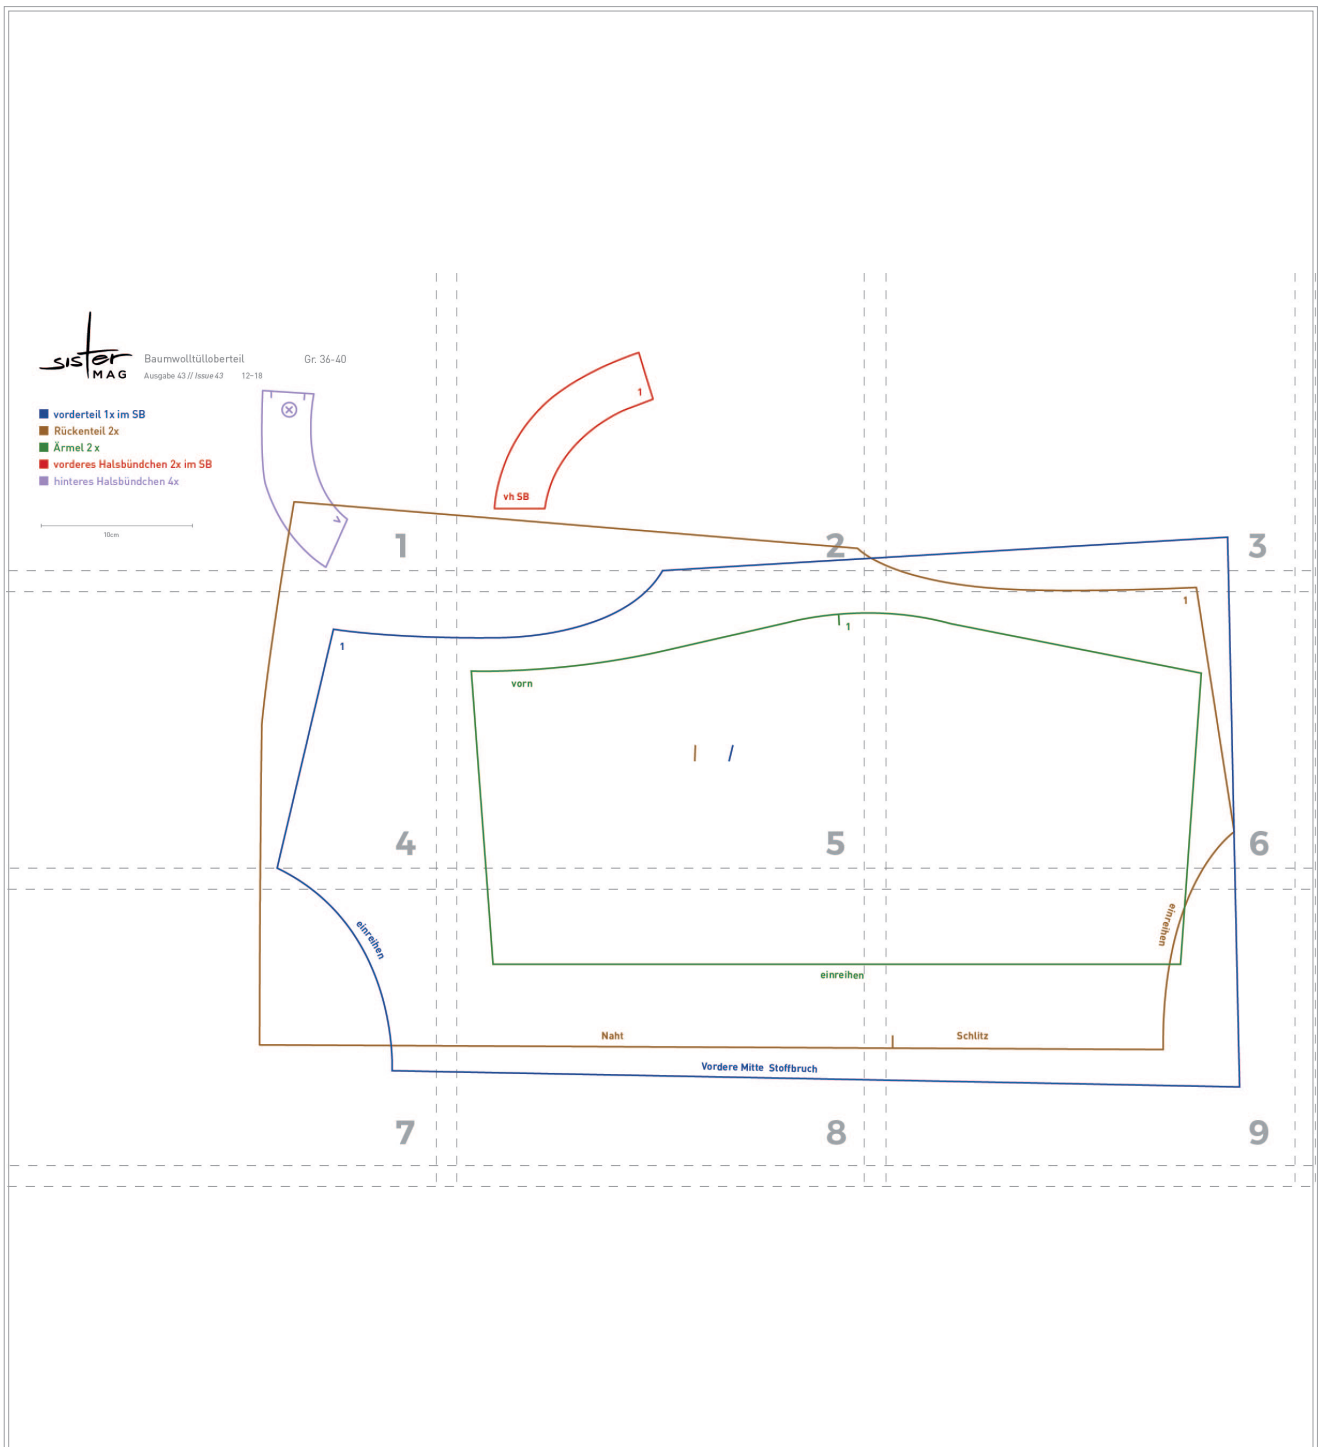 sister
MAG
Baumwolltülloberteil Gr. 36-40
Ausgabe 43 // Issue 43 12-18
vorderteil 1x im SB
Rückenteil 2x
Ärmel 2 x
vorderes Halsbündchen 2x im SB
hinteres Halsbündchen 4x
10cm
1
vh SB
1
2
3
1
1
1
vorn
4
5
6
einreihen
einreihen
einreihen
Naht
Schlitz
Vordere Mitte Stoffbruch
7
8
9